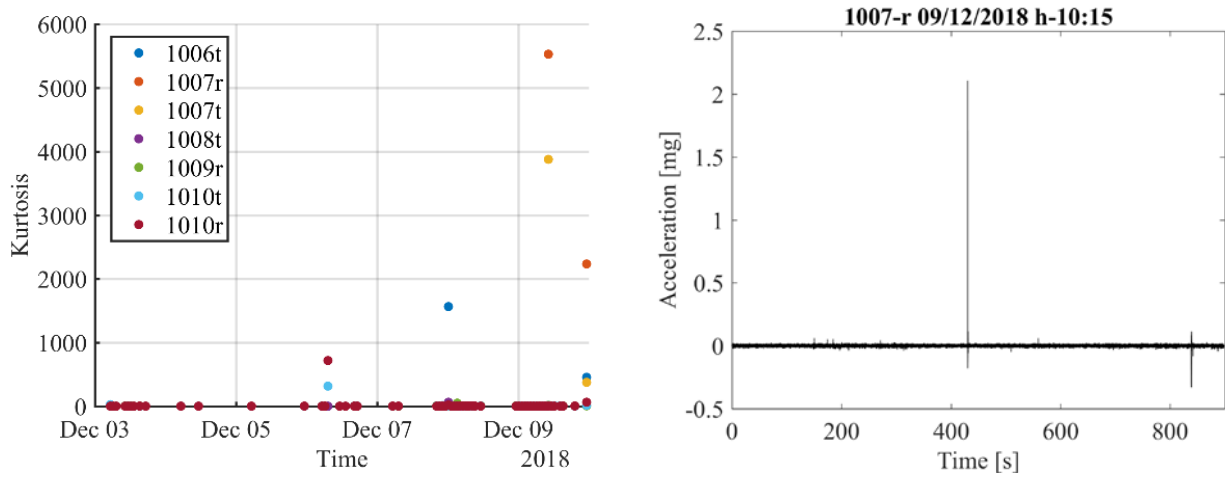 6000
5000
4000
3000
2000
1000
0
Kurtosis
1006t
1007r
1007t
1008t
1009r
1010t
1010r
Dec 03
Dec 05
Dec 07
Dec 09
Time
2018
1007-r 09/12/2018 h-10:15
2.5
2
1.5
1
0.5
0
-0.5
Acceleration [mg]
0
200
400
600
800
Time [s]